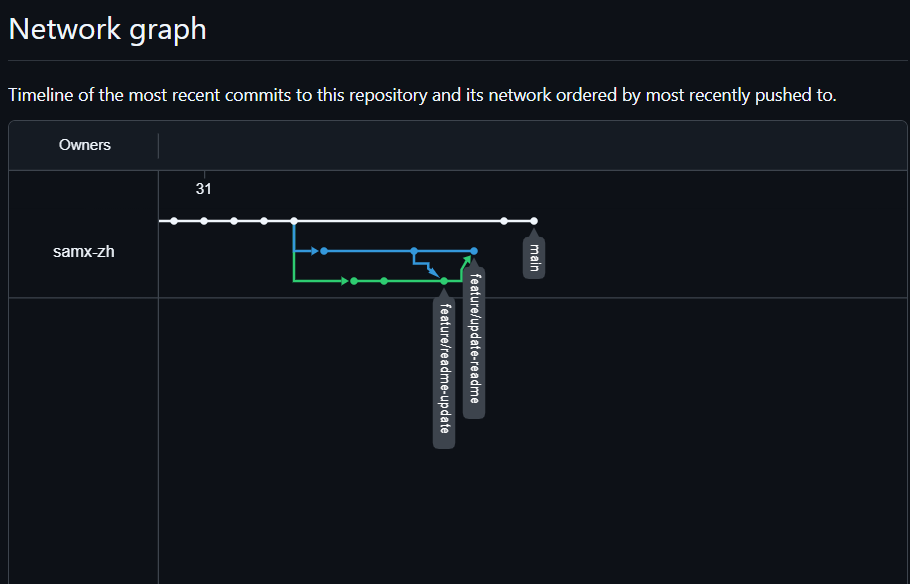 Network graph
Timeline of the most recent commits to this repository and its network ordered by most recently pushed to.
Owners
31
samx-zh
main
feature/update-readme
feature/readme-update